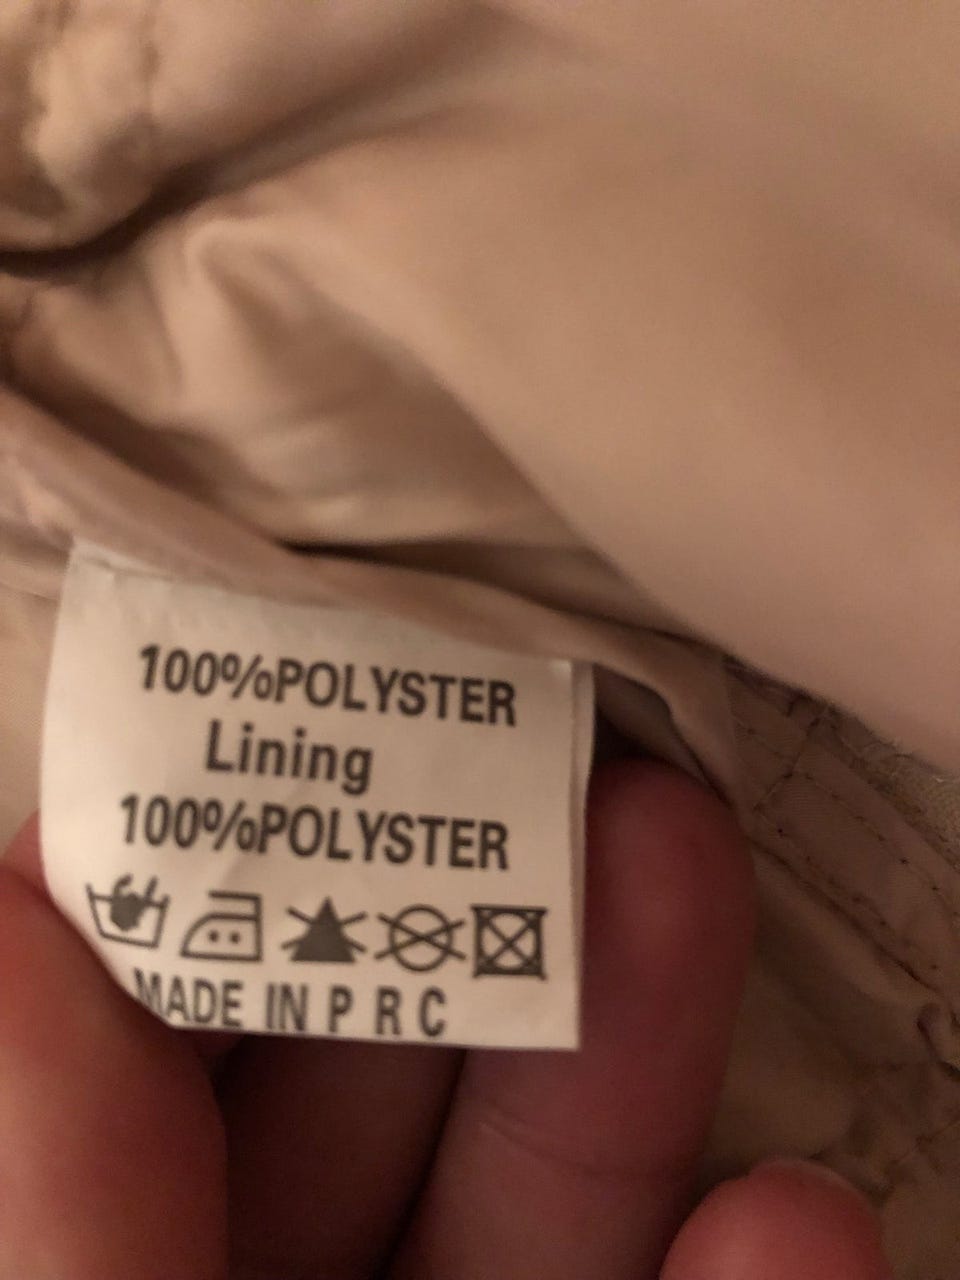 100%POLYSTER
Lining
100%POLYSTER
MADE IN P R C